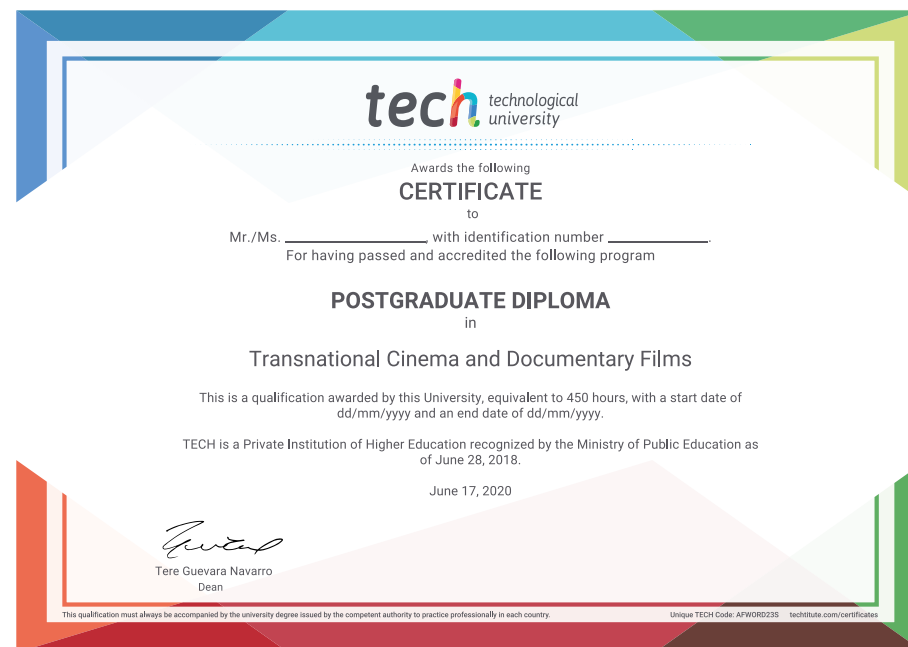 tech technological
university
Awards the following
CERTIFICATE
to
Mr./Ms. ____________, with identification number ____________.
For having passed and accredited the following program
POSTGRADUATE DIPLOMA
in
Transnational Cinema and Documentary Films
This is a qualification awarded by this University, equivalent to 450 hours, with a start date of
dd/mm/yyyy and an end date of dd/mm/yyyy.
TECH is a Private Institution of Higher Education recognized by the Ministry of Public Education as
of June 28, 2018.
June 17, 2020
Tere Guevara Navarro
Dean
This qualification must always be accompanied by the university degree issued by the competent authority to practice professionally in each country.
Unique TECH Code: AFWORD23S techtitute.com/certificates